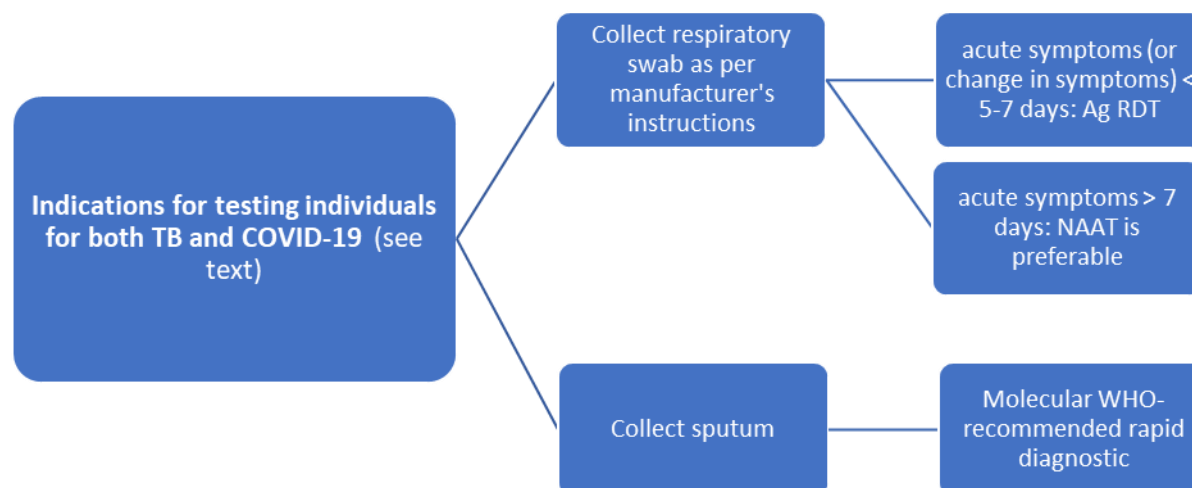 Indications for testing individuals
for both TB and COVID-19 (see
text)
Collect respiratory
swab as per
manufacturer's
instructions
acute symptoms (or
change in symptoms) <
5-7 days: Ag RDT
acute symptoms > 7
days: NAAT is
preferable
Collect sputum
Molecular WHO-
recommended rapid
diagnostic